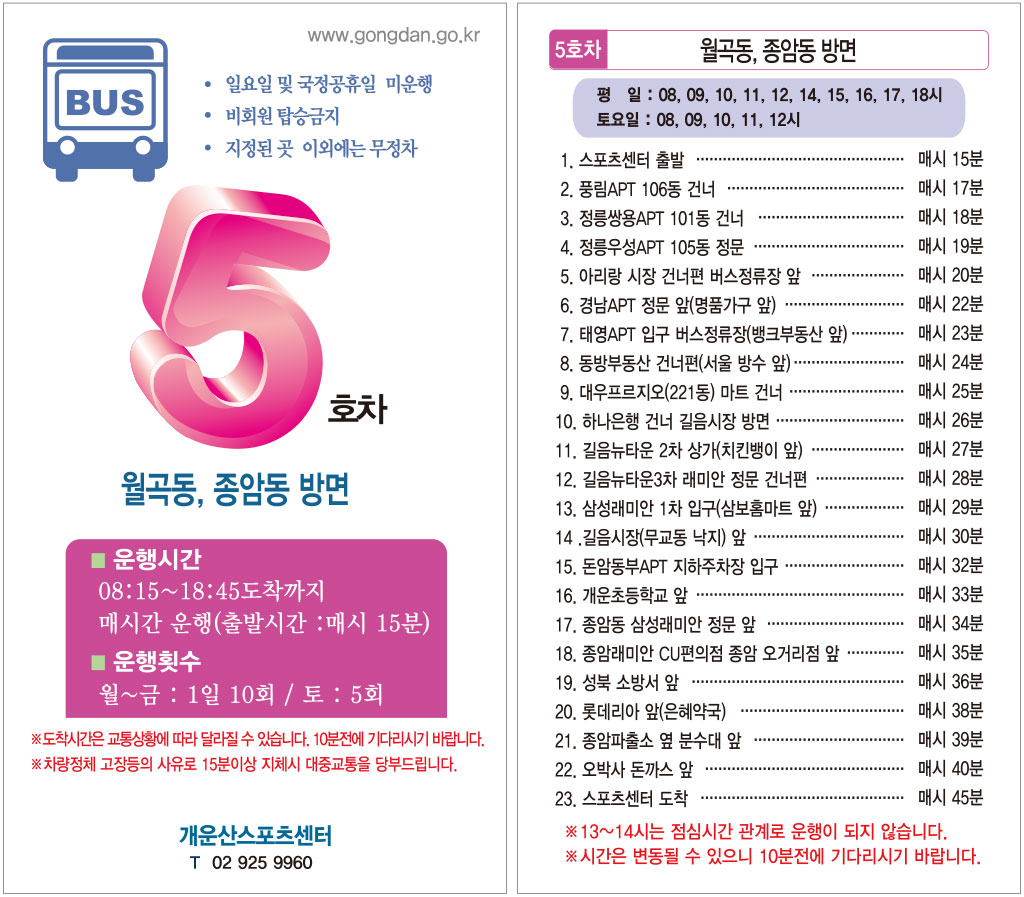 www.gongdan.go.kr
BUS
• 일요일 및 국정공휴일 미운행
• 비회원 탑승금지
• 지정된 곳 이외에는 무정차
5호차
월곡동, 종암동 방면
■ 운행시간
08:15~18:45도착까지
매시간 운행(출발시간 :매시 15분)
■ 운행횟수
월~금 : 1일 10회 / 토 : 5회
※도착시간은 교통상황에 따라 달라질 수 있습니다. 10분전에 기다리시기 바랍니다.
※차량정체 고장등의 사유로 15분이상 지체시 대중교통을 당부드립니다.
개운산스포츠센터
T 02 925 9960
5호차 월곡동, 종암동 방면
평 일 : 08, 09, 10, 11, 12, 14, 15, 16, 17, 18시
토요일 : 08, 09, 10, 11, 12시
1. 스포츠센터 출발 ................ 매시 15분
2. 풍림APT 106동 건너 ................ 매시 17분
3. 정릉쌍용APT 101동 건너 ................ 매시 18분
4. 정릉우성APT 105동 정문 ................ 매시 19분
5. 아리랑 시장 건너편 버스정류장 앞 ................ 매시 20분
6. 경남APT 정문 앞(명품가구 앞) ................ 매시 22분
7. 태영APT 입구 버스정류장(뱅크부동산 앞) ................ 매시 23분
8. 동방부동산 건너편(서울 방수 앞) ................ 매시 24분
9. 대우프르지오(221동) 마트 건너 ................ 매시 25분
10. 하나은행 건너 길음시장 방면 ................ 매시 26분
11. 길음뉴타운 2차 상가(치킨뱅이 앞) ................ 매시 27분
12. 길음뉴타운3차 래미안 정문 건너편 ................ 매시 28분
13. 삼성래미안 1차 입구(삼보홈마트 앞) ................ 매시 29분
14 .길음시장(무교동 낙지) 앞 ................ 매시 30분
15. 돈암동부APT 지하주차장 입구 ................ 매시 32분
16. 개운초등학교 앞 ................ 매시 33분
17. 종암동 삼성래미안 정문 앞 ................ 매시 34분
18. 종암래미안 CU편의점 종암 오거리점 앞 ................ 매시 35분
19. 성북 소방서 앞 ................ 매시 36분
20. 롯데리아 앞(은혜약국) ................ 매시 38분
21. 종암파출소 옆 분수대 앞 ................ 매시 39분
22. 오박사 돈까스 앞 ................ 매시 40분
23. 스포츠센터 도착 ................ 매시 45분
※13~14시는 점심시간 관계로 운행이 되지 않습니다.
※시간은 변동될 수 있으니 10분전에 기다리시기 바랍니다.